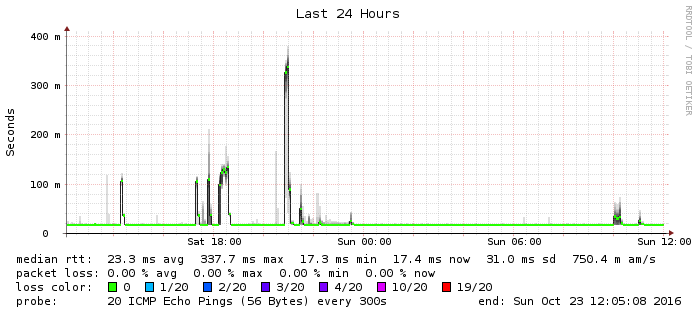 Last 24 Hours
RRDTOOL / TOBI OETIKER
Seconds
400 m
300 m
200 m
100 m
0
Sat 18:00 Sun 00:00 Sun 06:00 Sun 12:00
median rtt: 23.3 ms avg 337.7 ms max 17.3 ms min 17.4 ms now 31.0 ms sd 750.4 m am/s
packet loss: 0.00 % avg 0.00 % max 0.00 % min 0.00 % now
loss color: 0 1/20 2/20 3/20 4/20 10/20 19/20
probe: 20 ICMP Echo Pings (56 Bytes) every 300s end: Sun Oct 23 12:05:08 2016